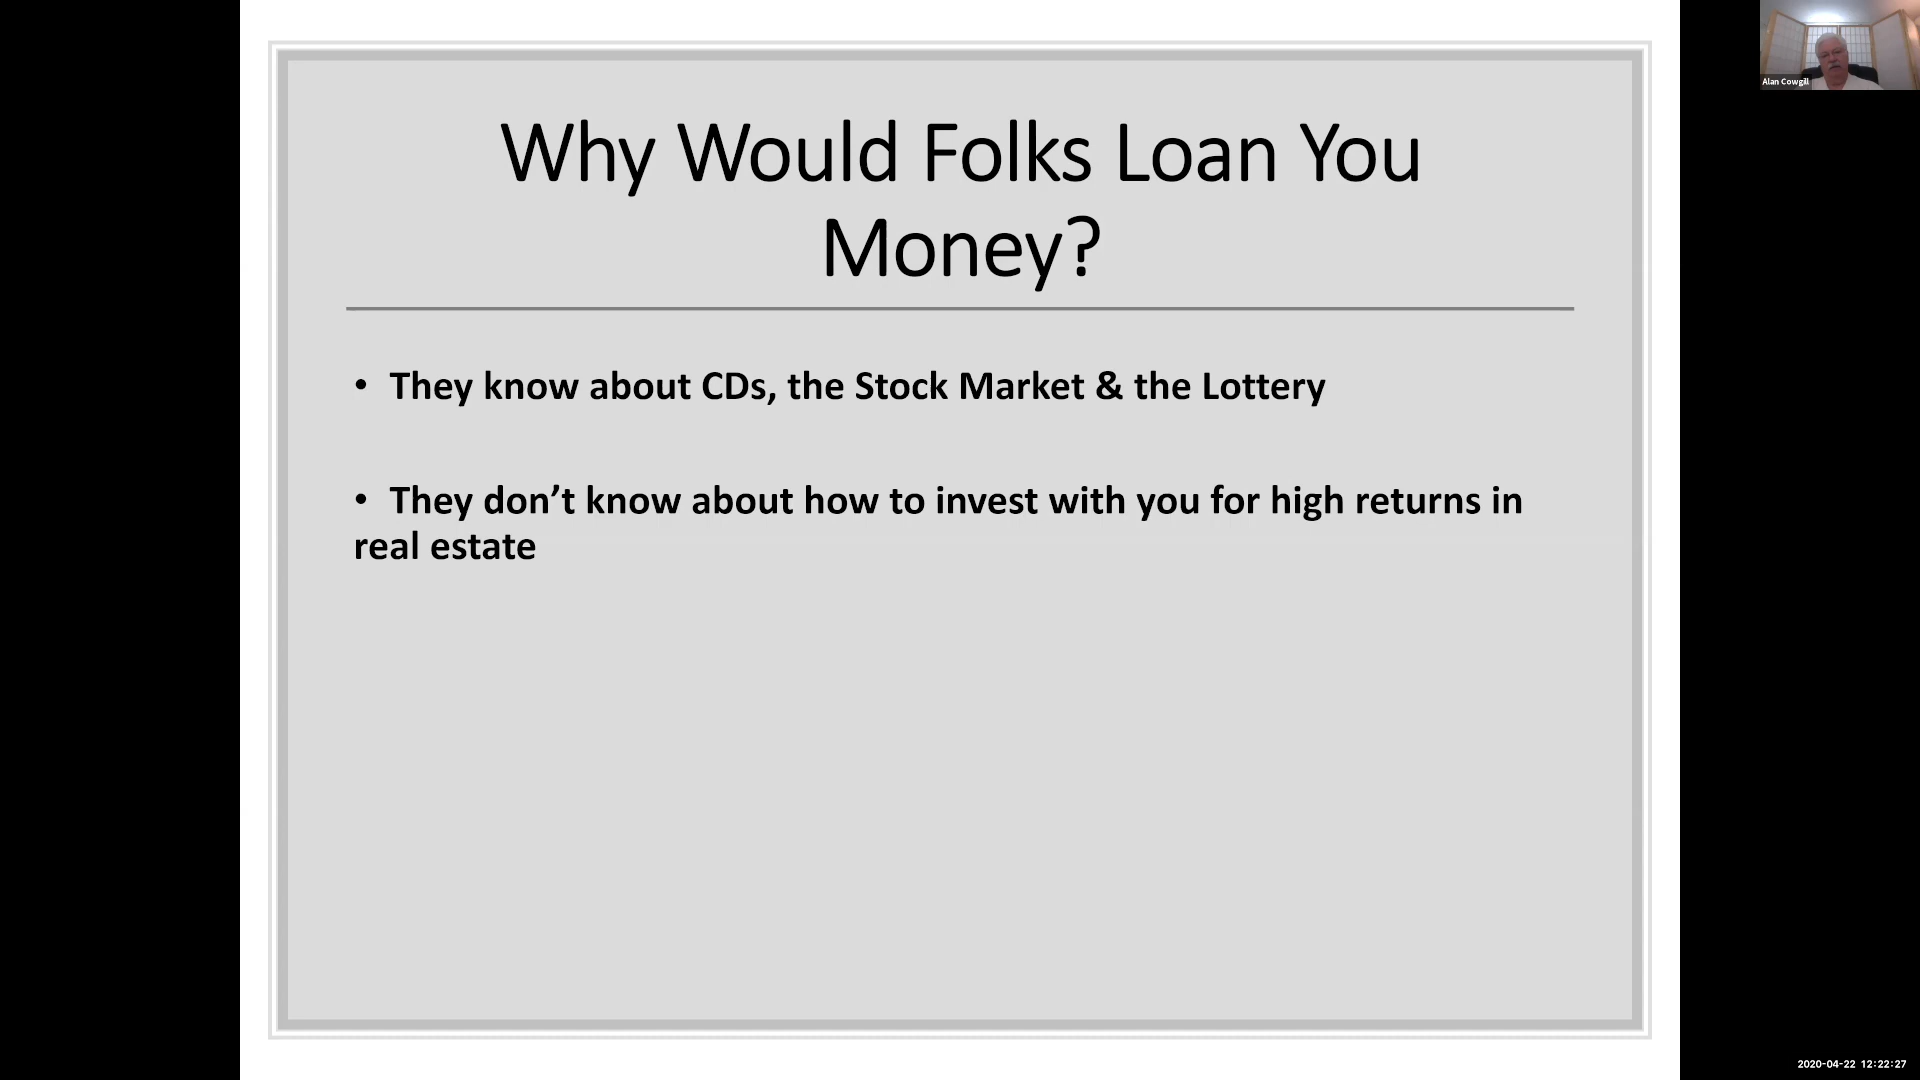 Why Would Folks Loan You
Money?
• They know about CDs, the Stock Market & the Lottery
• They don’t know about how to invest with you for high returns in
real estate
Alan Cowgill
2020-04-22 12:22:27